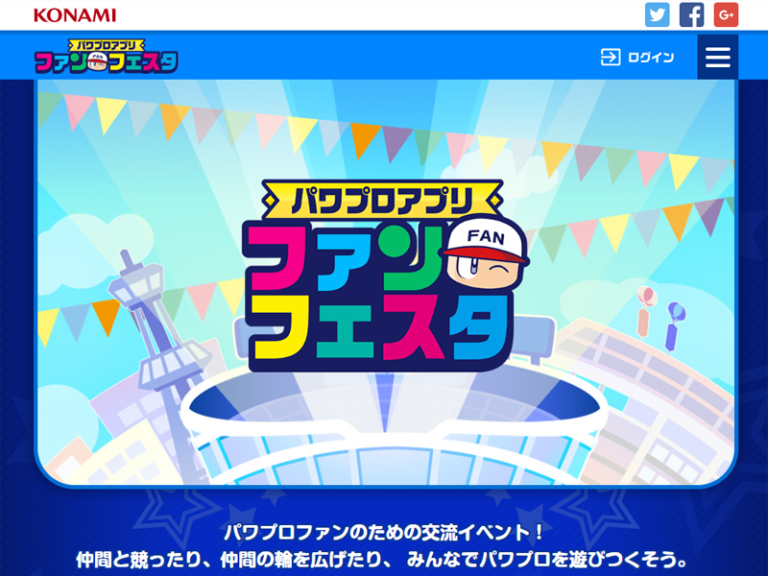 KONAMI
G+
パワプロアプリ
ファンフェスタ
FAN
ログイン
パワプロアプリ
ファン
FAN
フェスタ
パワプロファンのための交流イベント！
仲間と競ったり、仲間の輪を広げたり、 みんなでパワプロを遊びつくそう。